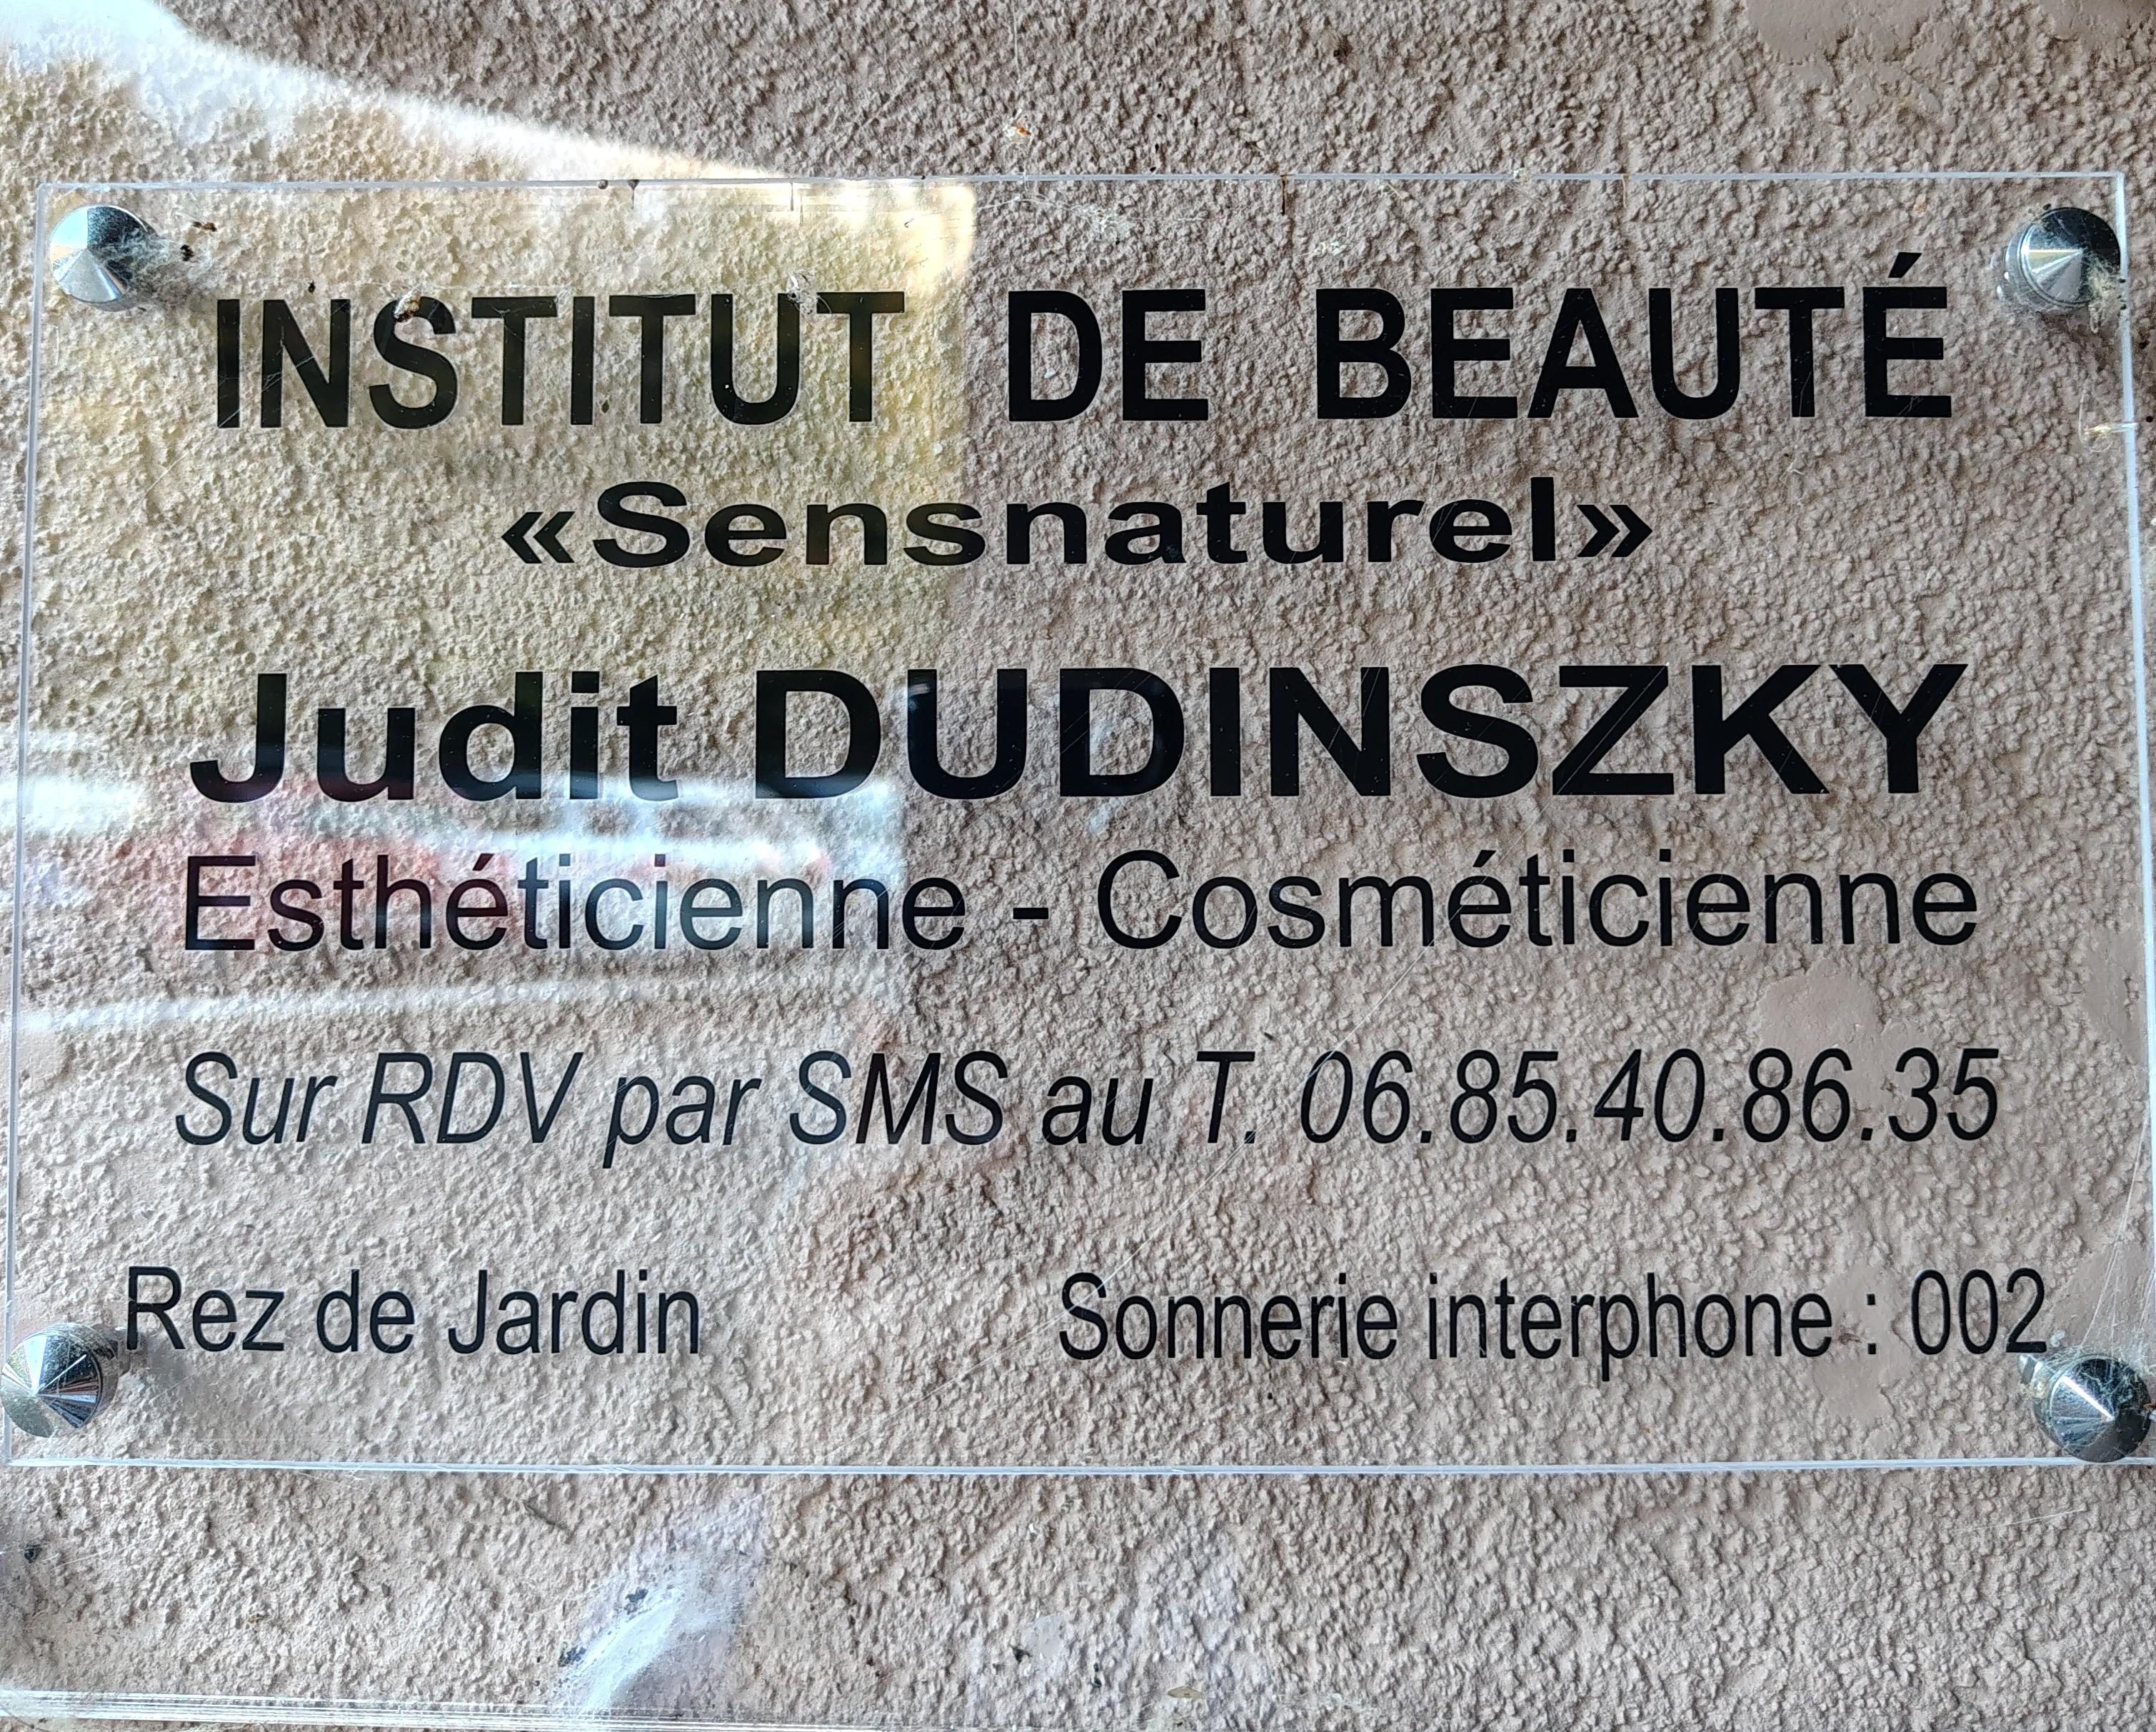 INSTITUT DE BEAUTÉ
«Sensnaturel»
Judit DUDINSZKY
Esthéticienne - Cosméticienne
Sur RDV par SMS au T. 06.85.40.86.35
Rez de Jardin Sonnerie interphone : 002